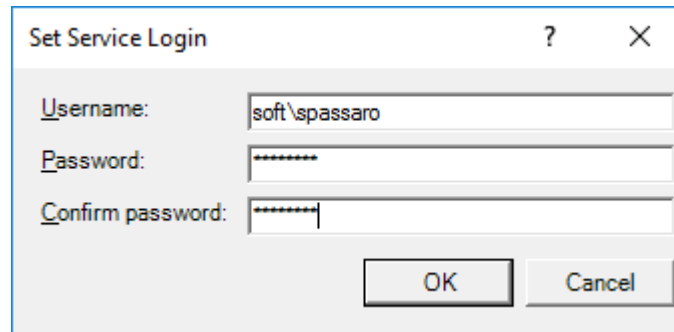 Set Service Login ?
Username: soft\spassaro
Password: ********
Confirm password: ********
OK Cancel